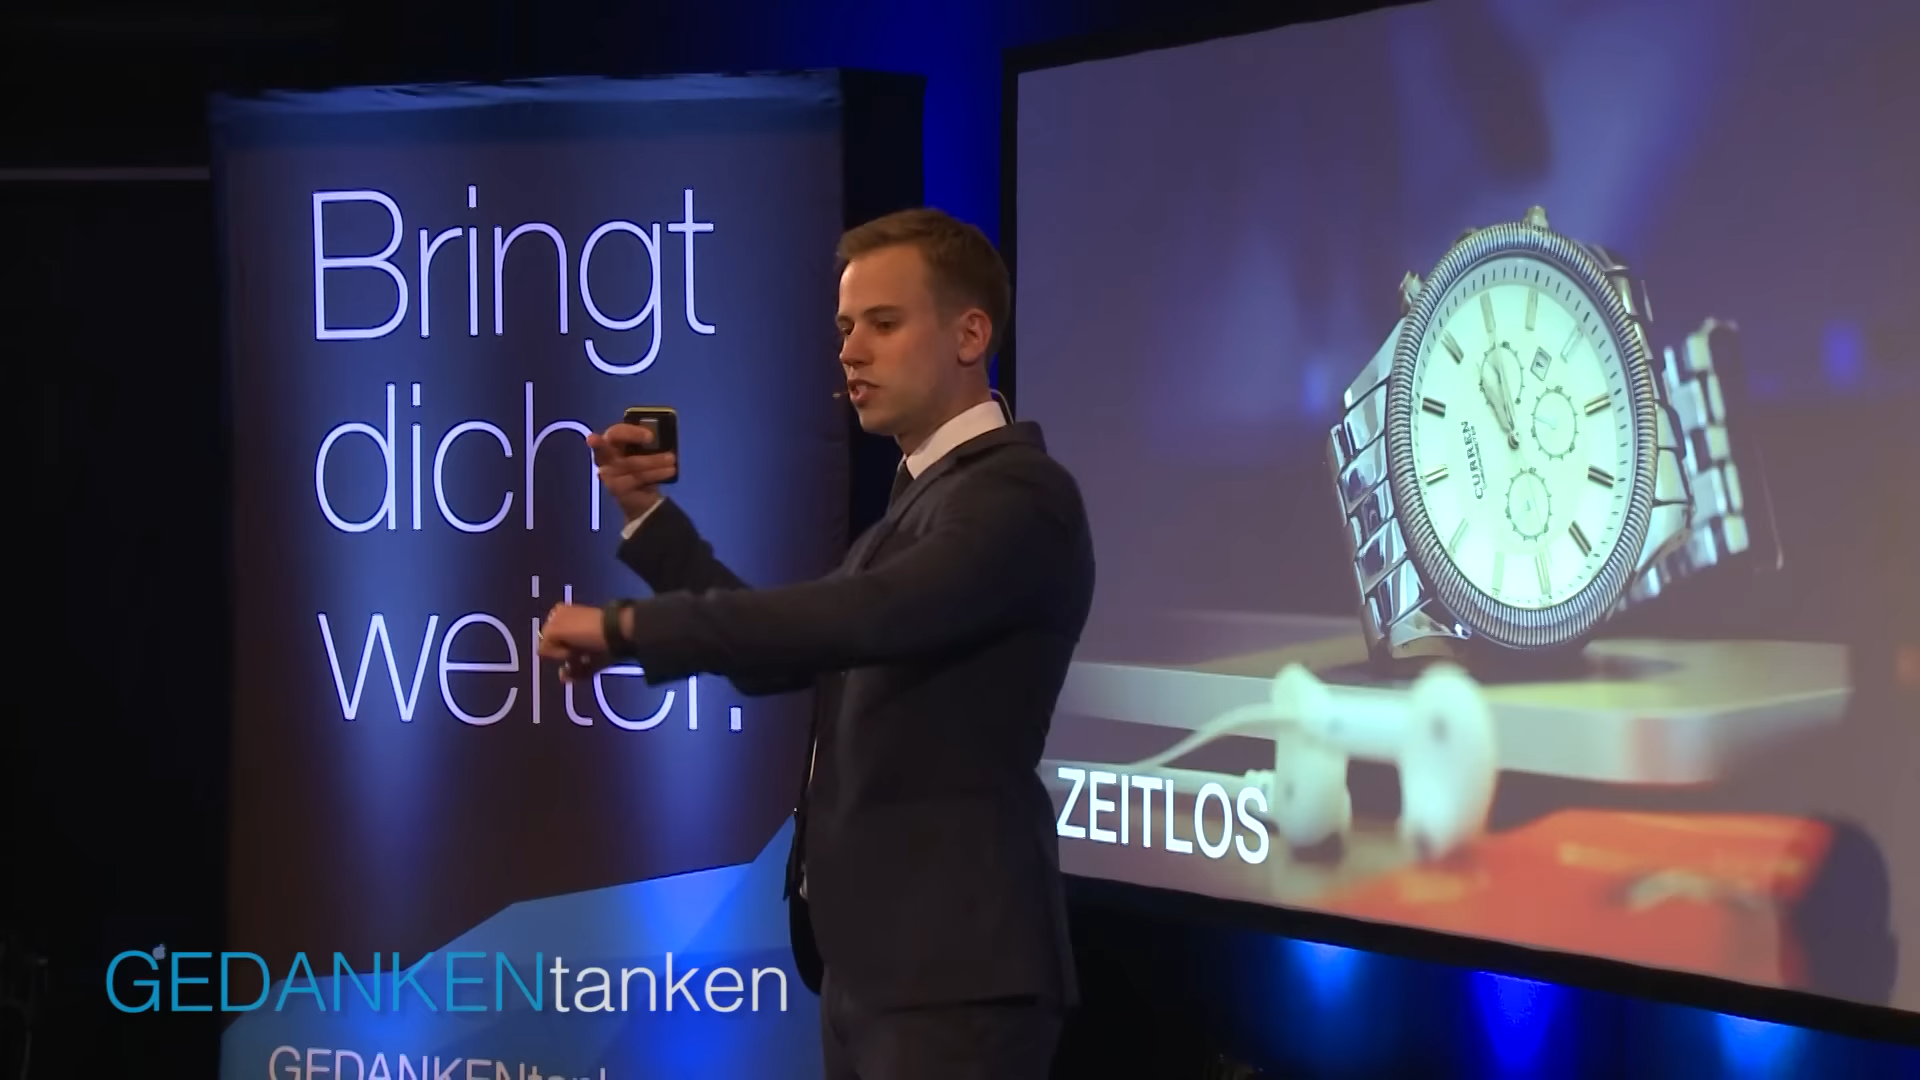 Bringt
dich
weiter.
CURREN
ZEITLOS
GEDANKENtanken